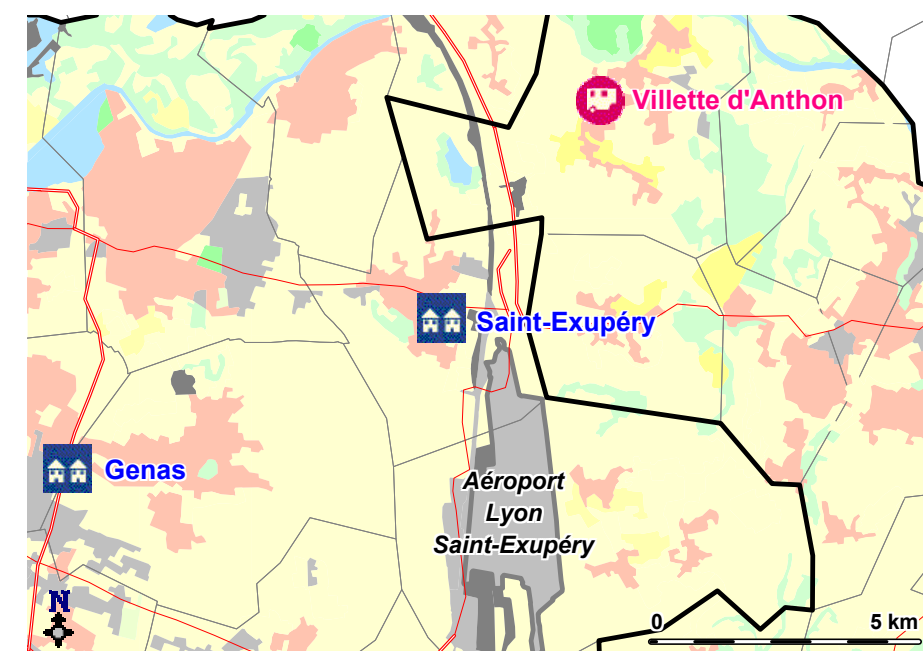 Villette d'Anthon
Saint-Exupéry
Genas
Aéroport
Lyon
Saint-Exupéry
N
0 5 km